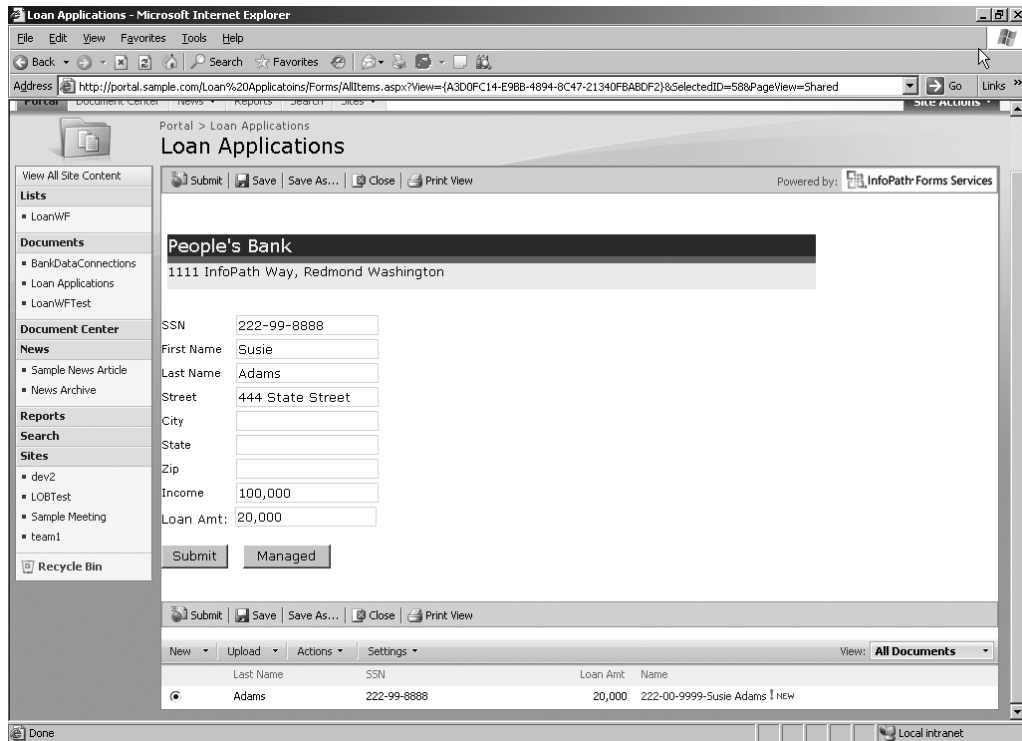 Loan Applications - Microsoft Internet Explorer
File Edit View Favorites Tools Help
Back Search Favorites
Address http://portal.sample.com/Loan%20Applicatoins/Forms/AllItems.aspx?View={A3D0FC14-E9BB-4894-8C47-21340FBABDF2}&SelectedID=58&PageView=Shared Go Links »
Portal Document Center News Reports Search Sites Site Actions
Portal > Loan Applications
Loan Applications
View All Site Content
Lists
LoanWF
Documents
BankDataConnections
Loan Applications
LoanWFTest
Document Center
News
Sample News Article
News Archive
Reports
Search
Sites
dev2
LOBTest
Sample Meeting
team1
Recycle Bin
Submit Save Save As... Close Print View Powered by: InfoPath Forms Services
People's Bank
1111 InfoPath Way, Redmond Washington
SSN 222-99-8888
First Name Susie
Last Name Adams
Street 444 State Street
City
State
Zip
Income 100,000
Loan Amt: 20,000
Submit Managed
Submit Save Save As... Close Print View
New Upload Actions Settings View: All Documents
Last Name SSN Loan Amt Name
Adams 222-99-8888 20,000 222-00-9999-Susie Adams ! NEW
Done Local intranet